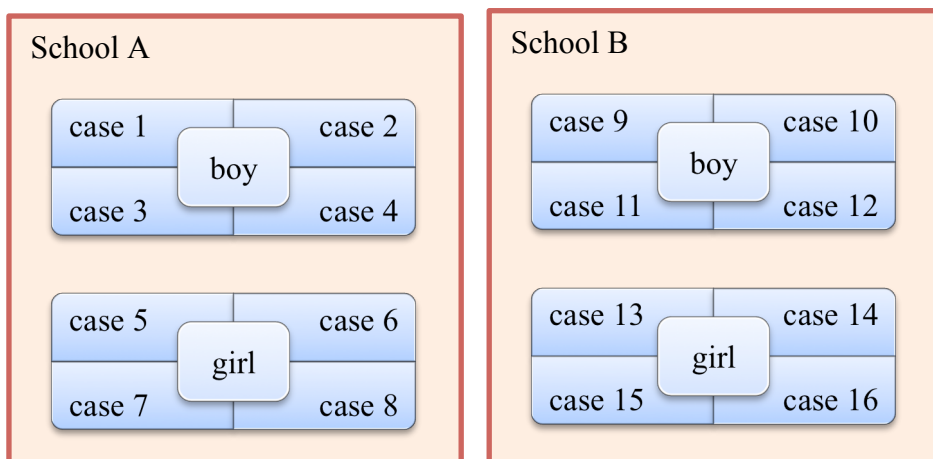 School A
case 1
case 2
boy
case 3
case 4
case 5
case 6
girl
case 7
case 8
School B
case 9
case 10
boy
case 11
case 12
case 13
case 14
girl
case 15
case 16